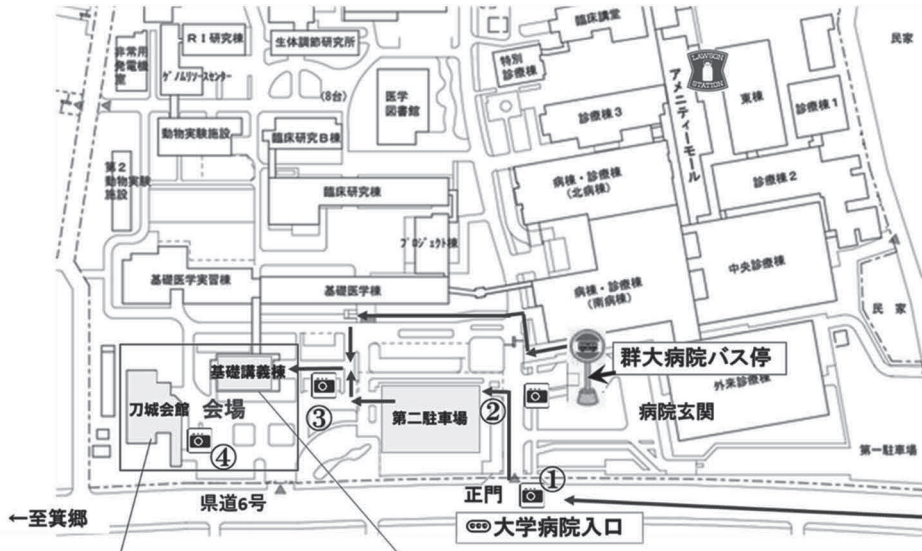 臨床講堂
民家
RI研究棟
生体調節研究所
非常用
発電機
室
特別
診療棟
LAWSON
STATION
アメニティーモール
ゲノムリソースセンター
(8台)
医学
図書館
東棟
診療棟1
動物実験施設
臨床研究B棟
診療棟3
第2
動物実験
施設
病棟・診療棟
(北病棟)
診療棟2
臨床研究棟
プロジェクト棟
中央診療棟
基礎医学実習棟
基礎医学棟
病棟・診療棟
(南病棟)
民家
群大病院バス停
基礎講義棟
外来診療棟
刀城会館
会場
③
第二駐車場
②
病院玄関
④
第一駐車場
①
県道6号
正門
←至箕郷
大学病院入口